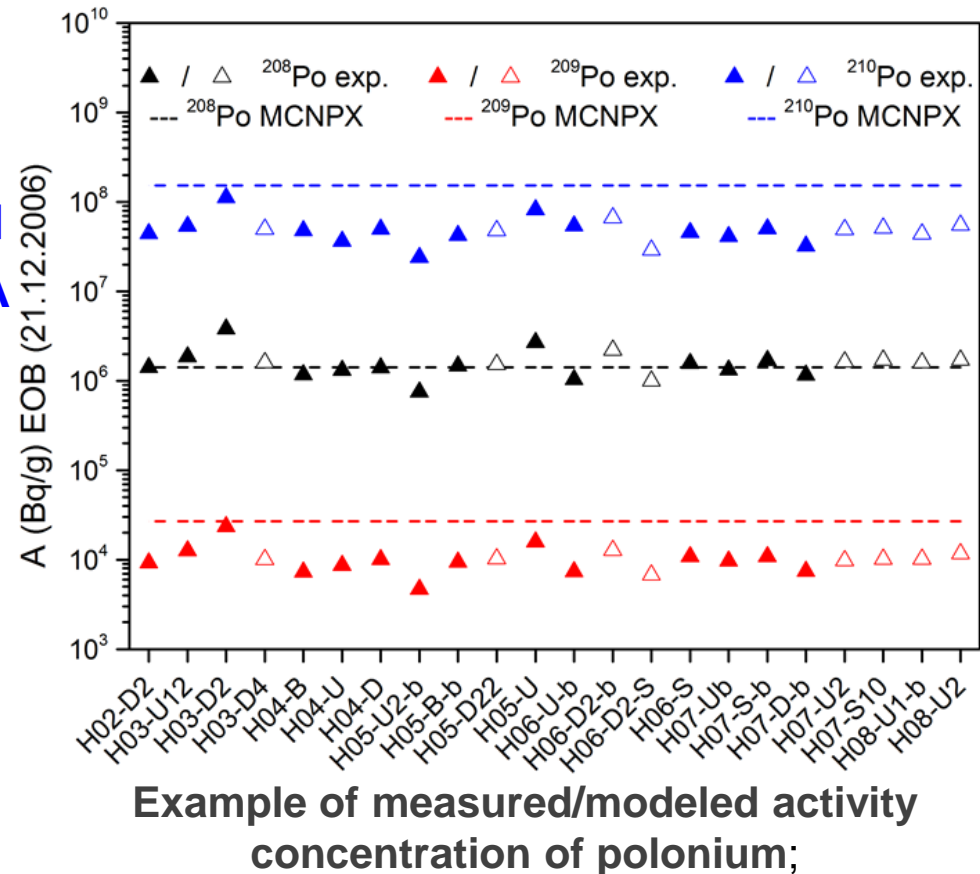 10^10
10^9
10^8
10^7
10^6
10^5
10^4
10^3
A (Bq/g) EOB (21.12.2006)
/ ^208Po exp. / ^209Po exp. / ^210Po exp.
^208Po MCNPX ^209Po MCNPX ^210Po MCNPX
H02-D2
H03-U12
H03-D2
H03-D4
H04-B
H04-U
H04-D
H05-U2-b
H05-B-b
H05-D22
H05-U
H06-U-b
H06-D2-b
H06-D2-S
H06-S
H07-Ub
H07-S-b
H07-D-b
H07-U2
H07-S10
H08-U1-b
H08-U2
Example of measured/modeled activity
concentration of polonium;